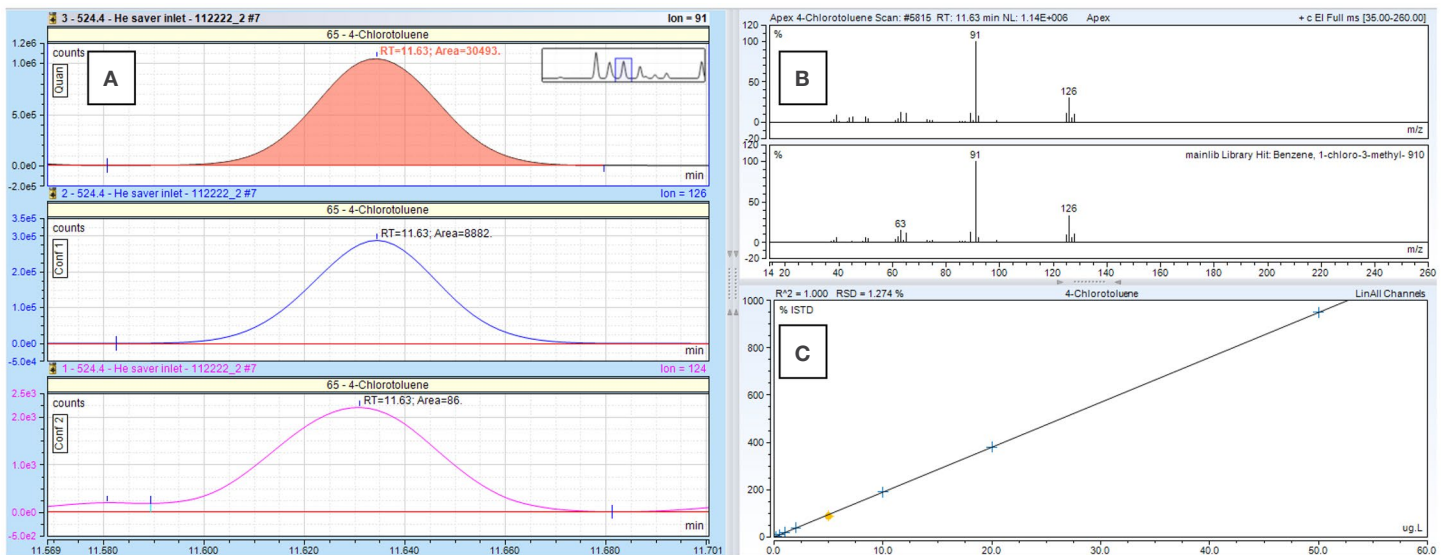 3 - 524.4 - He saver inlet - 112222_2 #7 Ion = 91
65 - 4-Chlorotoluene
1.2e6
counts
RT=11.63; Area=30493.
1.0e6
Quan
A
5.0e5
0.0e0
-2.0e5
min
2 - 524.4 - He saver inlet - 112222_2 #7 Ion = 126
65 - 4-Chlorotoluene
3.5e5
counts
RT=11.63; Area=8882.
3.0e5
Conf 1
2.0e5
1.0e5
0.0e0
-5.0e4
min
1 - 524.4 - He saver inlet - 112222_2 #7 Ion = 124
65 - 4-Chlorotoluene
2.5e3
counts
RT=11.63; Area=86.
2.0e3
Conf 2
1.0e3
0.0e0
-5.0e2
min
11.569 11.580 11.600 11.620 11.640 11.660 11.680 11.701
Apex 4-Chlorotoluene Scan: #5815 RT: 11.63 min NL: 1.14E+006 Apex + c EI Full ms [35.00-260.00]
120
%
91
100
B
50
126
0
-20
m/z
120
%
91
mainlib Library Hit: Benzene, 1-chloro-3-methyl- 910
100
50
63
126
0
-20
m/z
14 20 40 60 80 100 120 140 160 180 200 220 240 260
R^2 = 1.000 RSD = 1.274 % 4-Chlorotoluene LinAll Channels
1000
% ISTD
800
C
600
400
200
0
ug.L
0.0 10.0 20.0 30.0 40.0 50.0 60.0